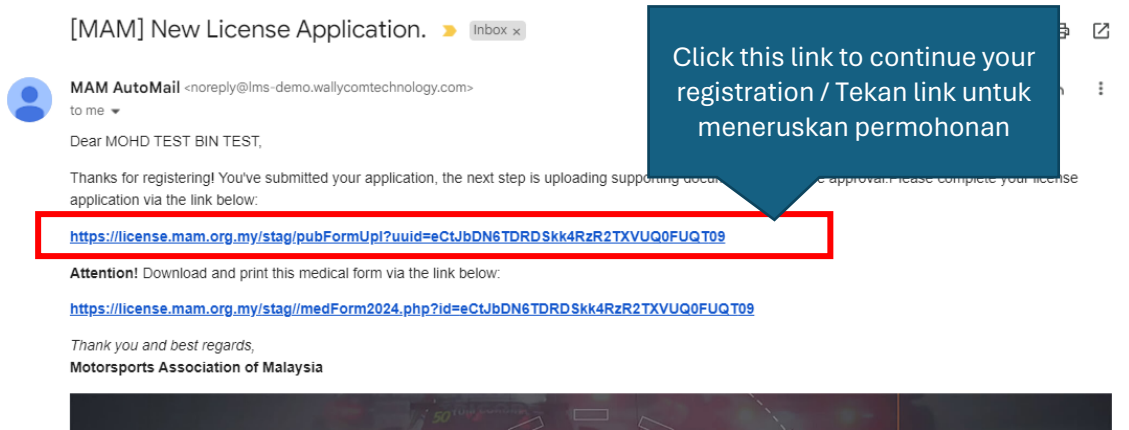 [MAM] New License Application. Inbox x
Click this link to continue your
registration / Tekan link untuk
meneruskan permohonan
MAM AutoMail <noreply@lms-demo.wallycomtechnology.com>
to me
Dear MOHD TEST BIN TEST,
Thanks for registering! You've submitted your application, the next step is uploading supporting approval.Please complete your license
application via the link below:
https://license.mam.org.my/stag/pubFormUpl?uuid=eCtJbDN6TDRDSkk4RzR2TXVUQ0FUQT09
Attention! Download and print this medical form via the link below:
https://license.mam.org.my/stag//medForm2024.php?id=eCtJbDN6TDRDSkk4RzR2TXVUQ0FUQT09
Thank you and best regards,
Motorsports Association of Malaysia